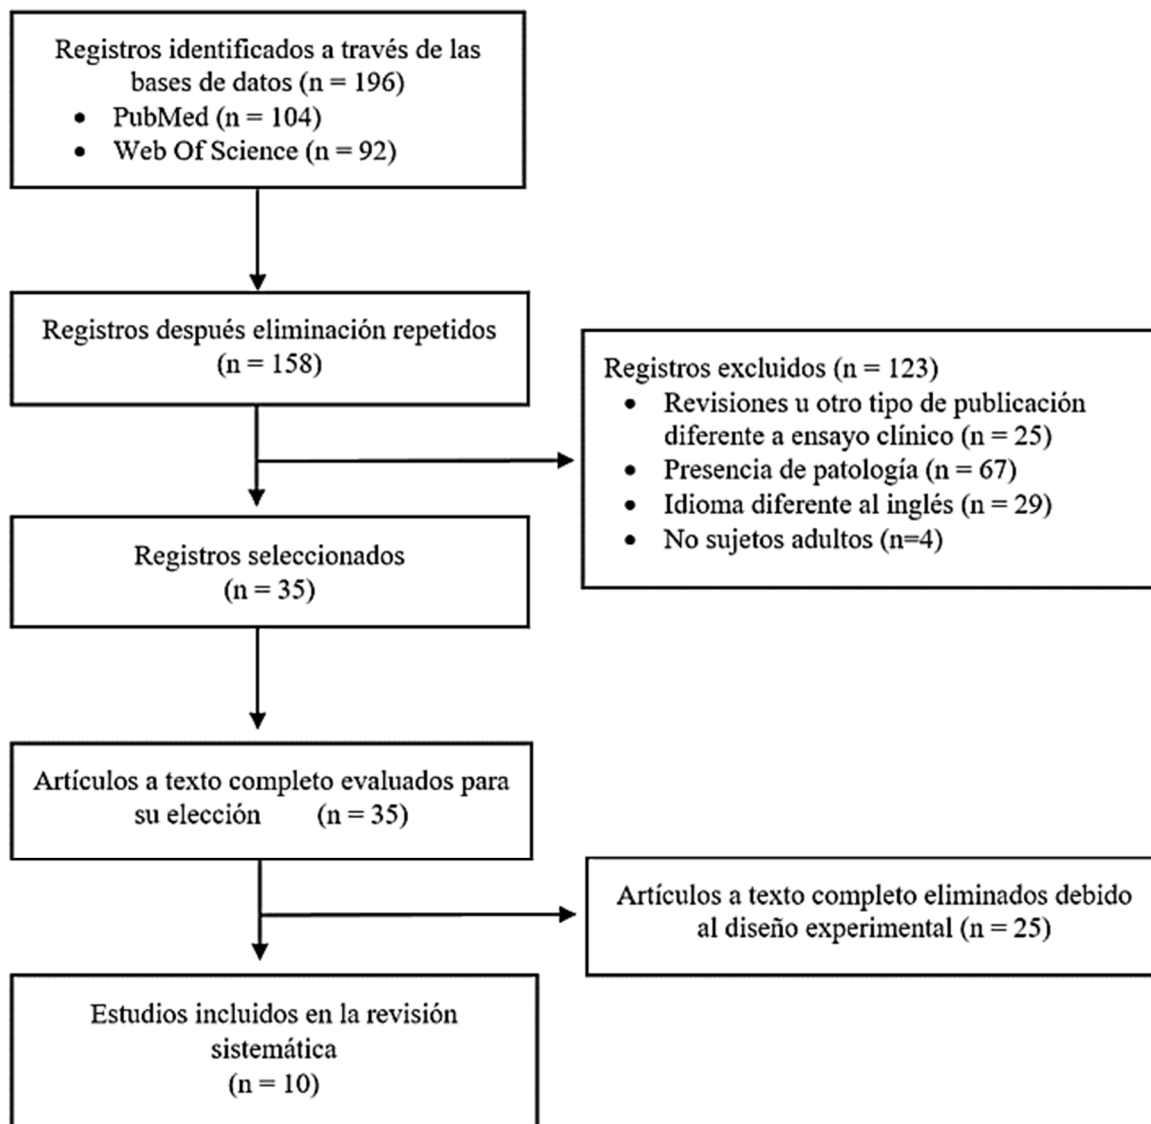 Registros identificados a través de las
bases de datos (n = 196)
• PubMed (n = 104)
• Web Of Science (n = 92)
Registros después eliminación repetidos
(n = 158)
Registros excluidos (n = 123)
• Revisiones u otro tipo de publicación
diferente a ensayo clínico (n = 25)
• Presencia de patología (n = 67)
• Idioma diferente al inglés (n = 29)
• No sujetos adultos (n=4)
Registros seleccionados
(n = 35)
Artículos a texto completo evaluados para
su elección (n = 35)
Artículos a texto completo eliminados debido
al diseño experimental (n = 25)
Estudios incluidos en la revisión
sistemática
(n = 10)